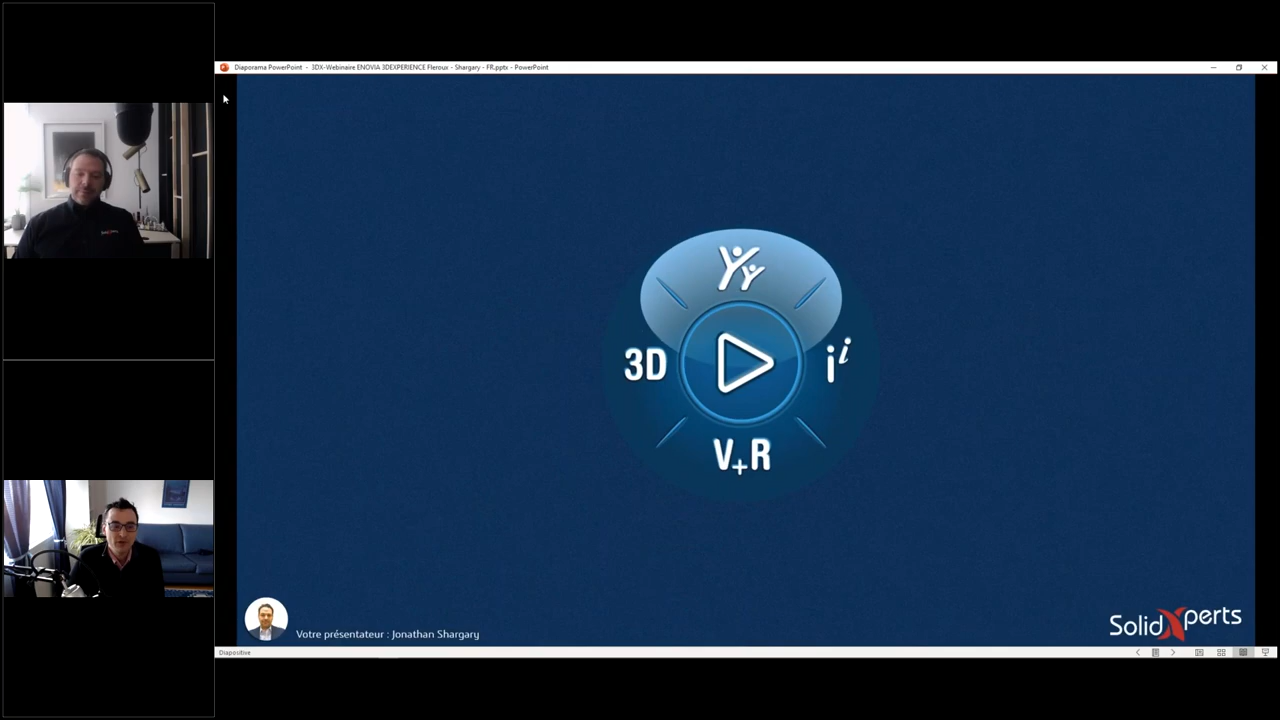 Diaporama PowerPoint - 3DX-Webinaire ENOVIA 3DEXPERIENCE Fleroux - Shargary - FR.pptx - PowerPoint
3D
i i
V+R
Votre présentateur : Jonathan Shargary
SolidXperts
Diapositive